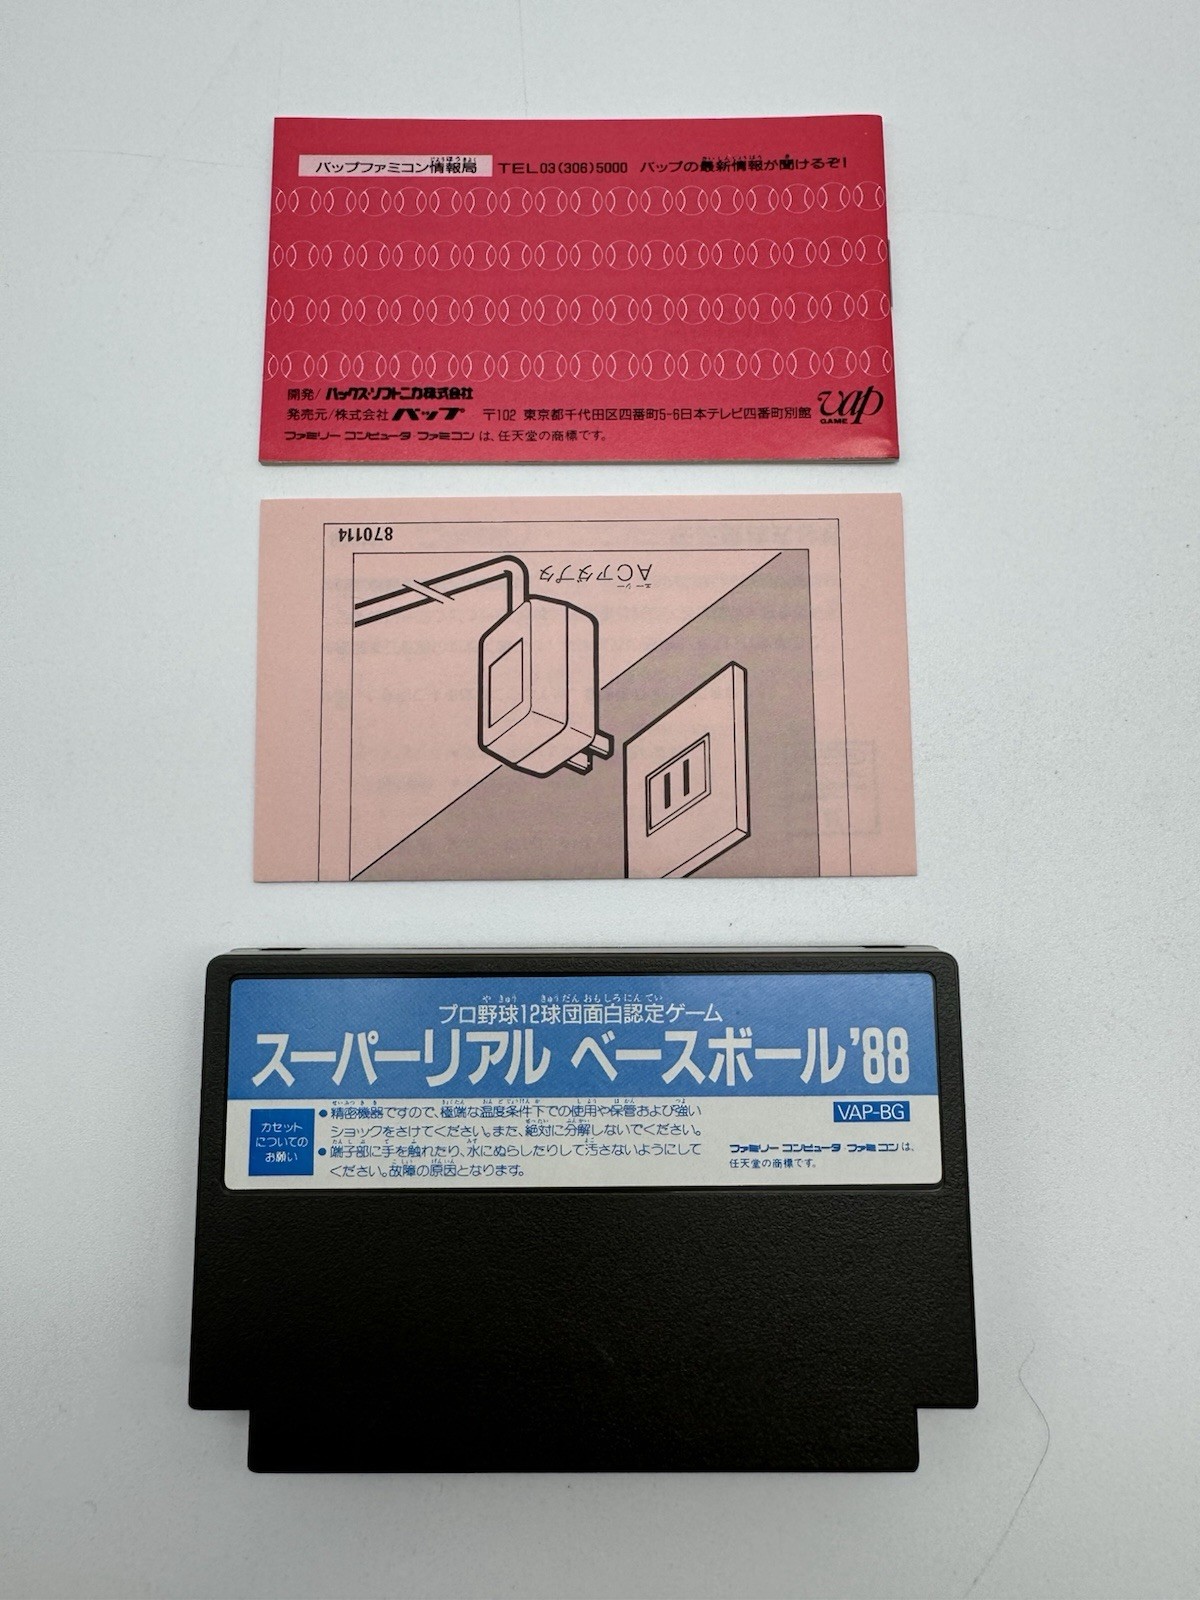 バップファミコン情報局 TEL 03(306)5000 バップの最新情報が聞けるぞ!
開発/パックス・ソフトニカ株式会社
発売元/株式会社 バップ 〒102 東京都千代田区四番町5-6日本テレビ四番町別館
vap
GAME
ファミリー コンピュータ・ファミコン は、任天堂の商標です。
870114
ACアダプタ
プロ野球12球団面白認定ゲーム
スーパーリアル ベースボール'88
カセット
についての
お願い
●精密機器ですので、極端な温度条件下での使用や保管および強い
ショックをさけてください。また、絶対に分解しないでください。
●端子部に手を触れたり、水にぬらしたりして汚さないようにして
ください。故障の原因となります。
VAP-BG
ファミリー コンピュータ・ファミコン は、
任天堂の商標です。